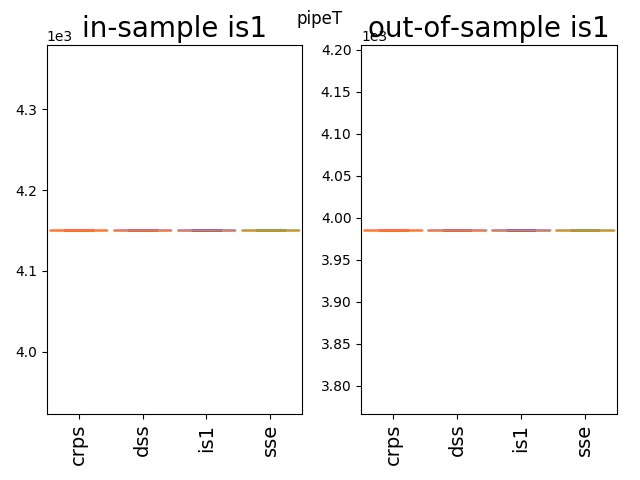 pipeT
in-sample is1
out-of-sample is1
1e3
4.3
4.2
4.1
4.0
crps
dss
is1
sse
1e3
4.20
4.15
4.10
4.05
4.00
3.95
3.90
3.85
3.80
crps
dss
is1
sse